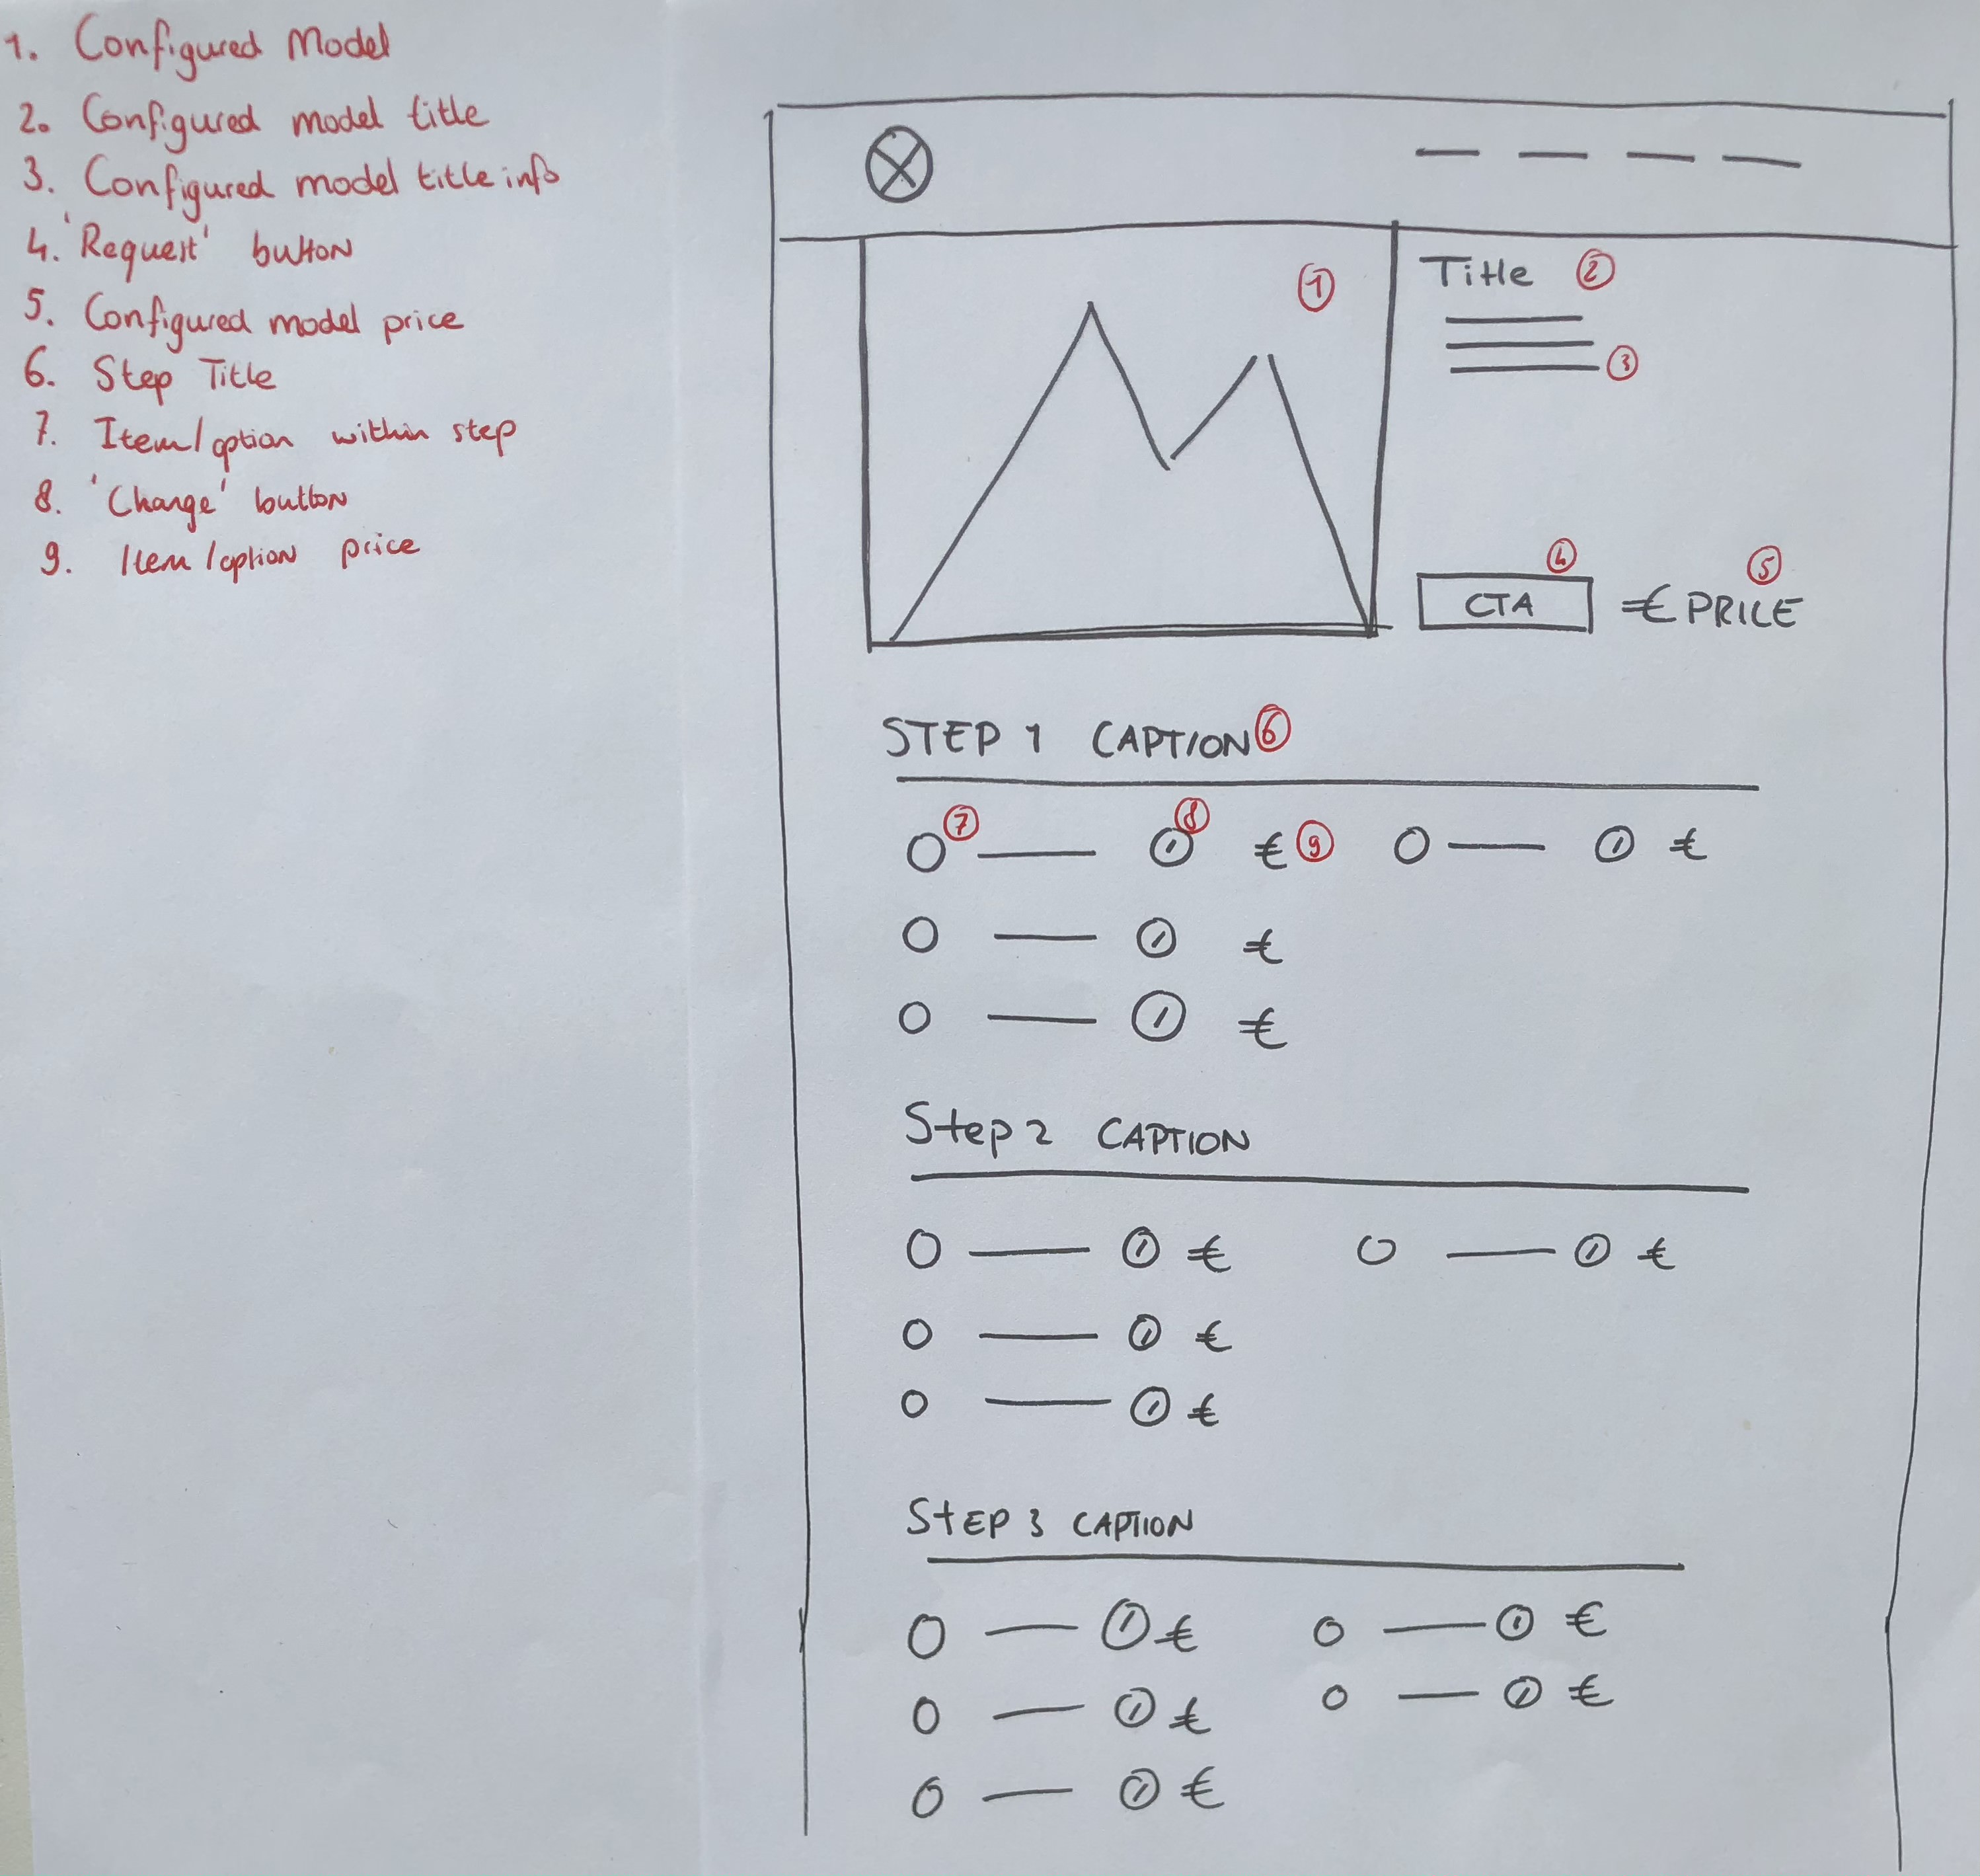 1. Configured Model
2. Configured model title
3. Configured model title info
4. 'Request' button
5. Configured model price
6. Step Title
7. Item/option within step
8. 'Change' button
9. Item/option price
Title 2
1
3
4
5
CTA € PRICE
STEP 1 CAPTION 6
7 8 € 9 €
€
€
Step 2 CAPTION
€ €
€
€
STEP 3 CAPTION
€ €
€ €
€